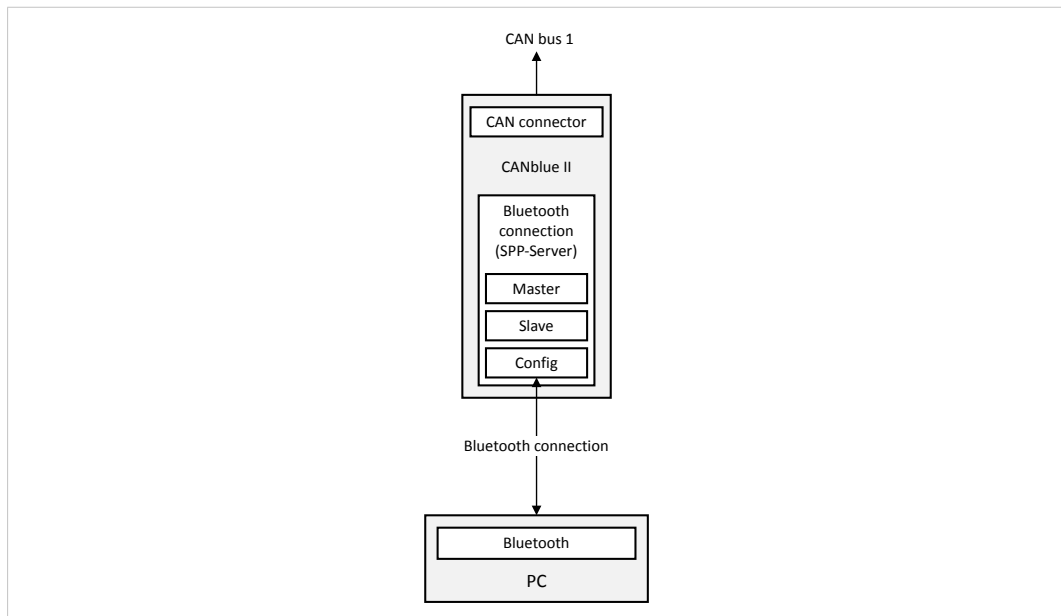 CAN bus 1
CAN connector
CANblue II
Bluetooth
connection
(SPP-Server)
Master
Slave
Config
Bluetooth connection
Bluetooth
PC